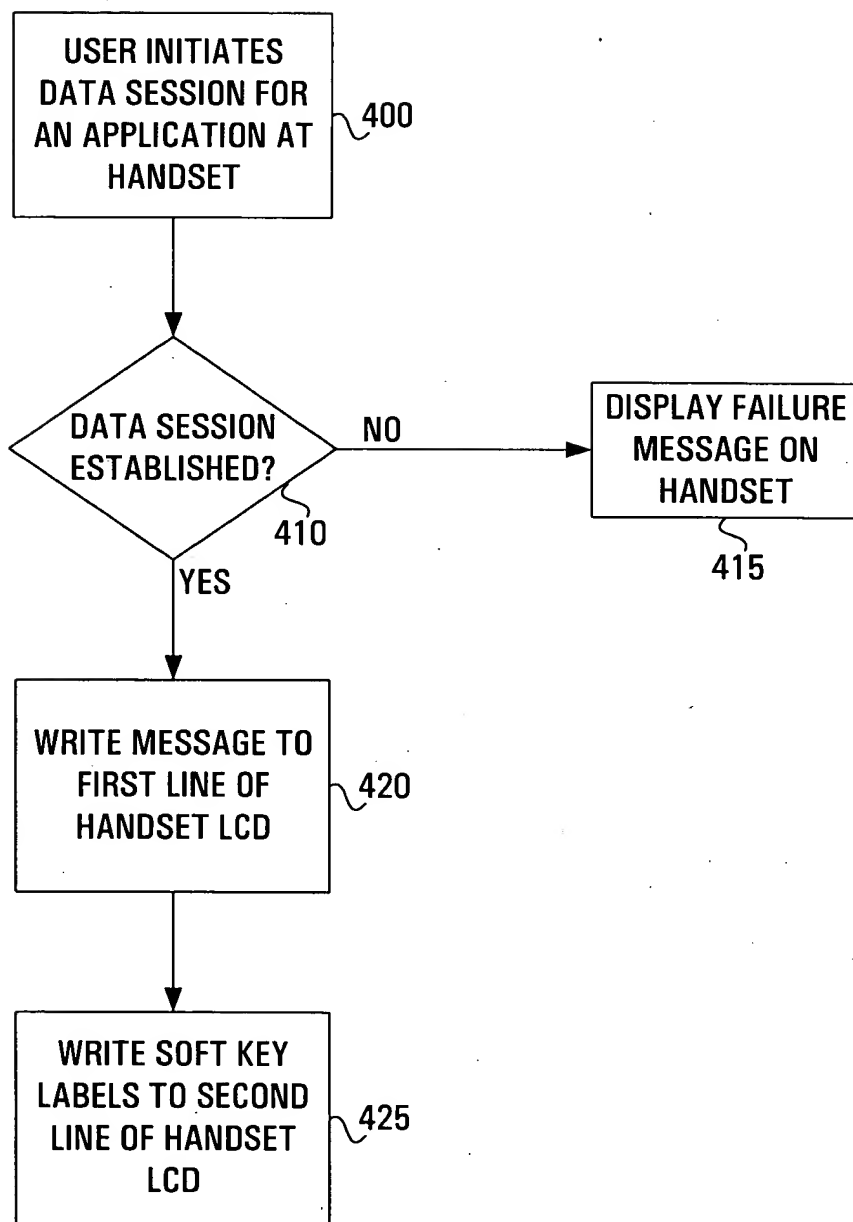 USER INITIATES
DATA SESSION FOR
AN APPLICATION AT
HANDSET
400
DATA SESSION
ESTABLISHED?
NO
410
YES
DISPLAY FAILURE
MESSAGE ON
HANDSET
415
WRITE MESSAGE TO
FIRST LINE OF
HANDSET LCD
420
WRITE SOFT KEY
LABELS TO SECOND
LINE OF HANDSET
LCD
425